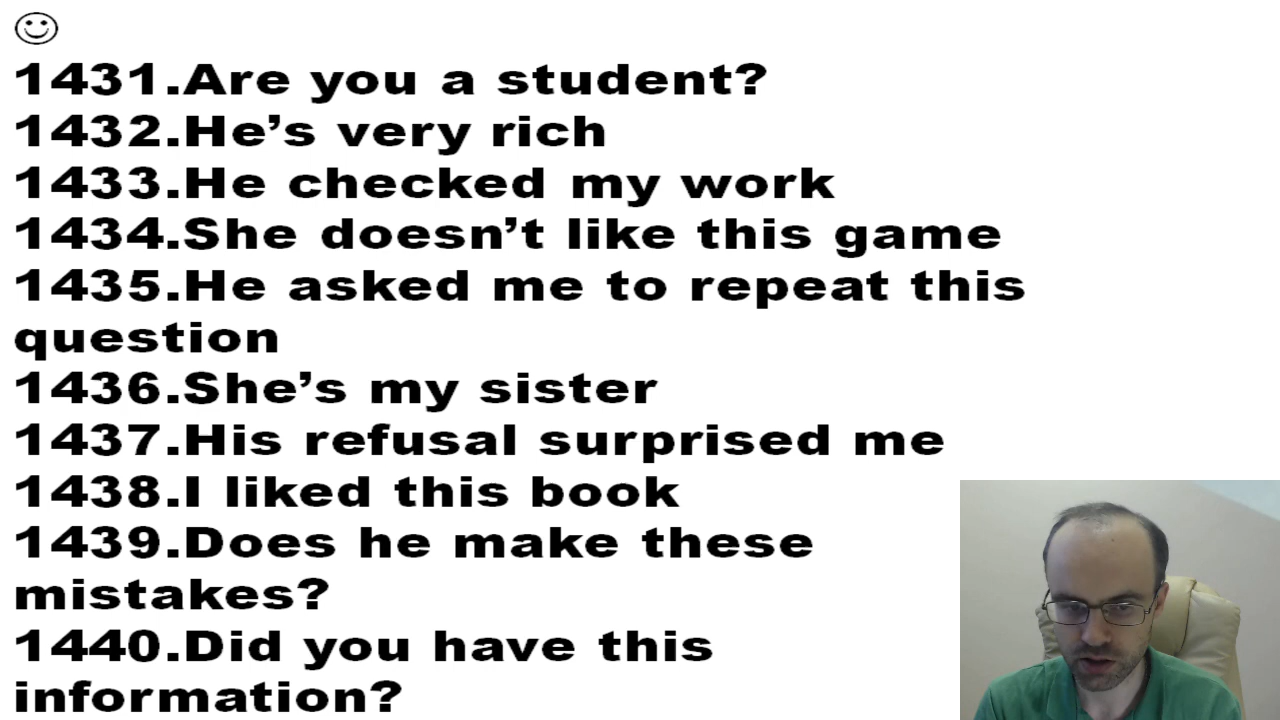 1431.Are you a student?
1432.He’s very rich
1433.He checked my work
1434.She doesn’t like this game
1435.He asked me to repeat this
question
1436.She’s my sister
1437.His refusal surprised me
1438.I liked this book
1439.Does he make these
mistakes?
1440.Did you have this
information?